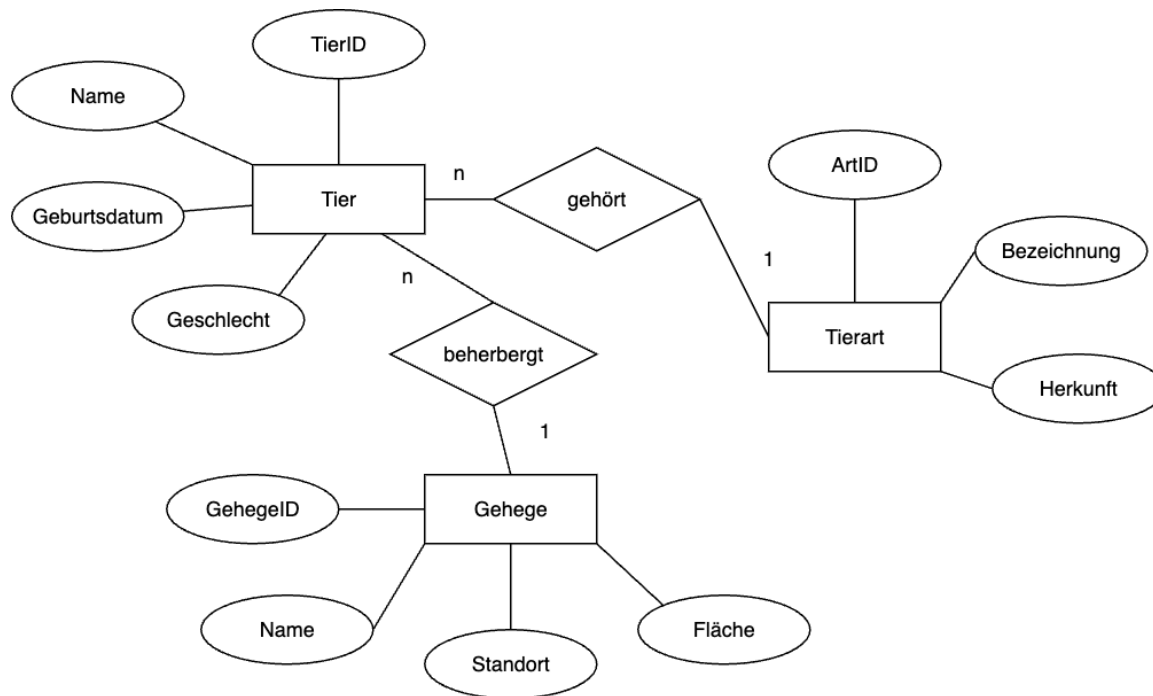 TierID
Name
ArtID
n
Tier
gehört
Geburtsdatum
Bezeichnung
1
n
Geschlecht
Tierart
beherbergt
Herkunft
1
GehegeID
Gehege
Name
Fläche
Standort